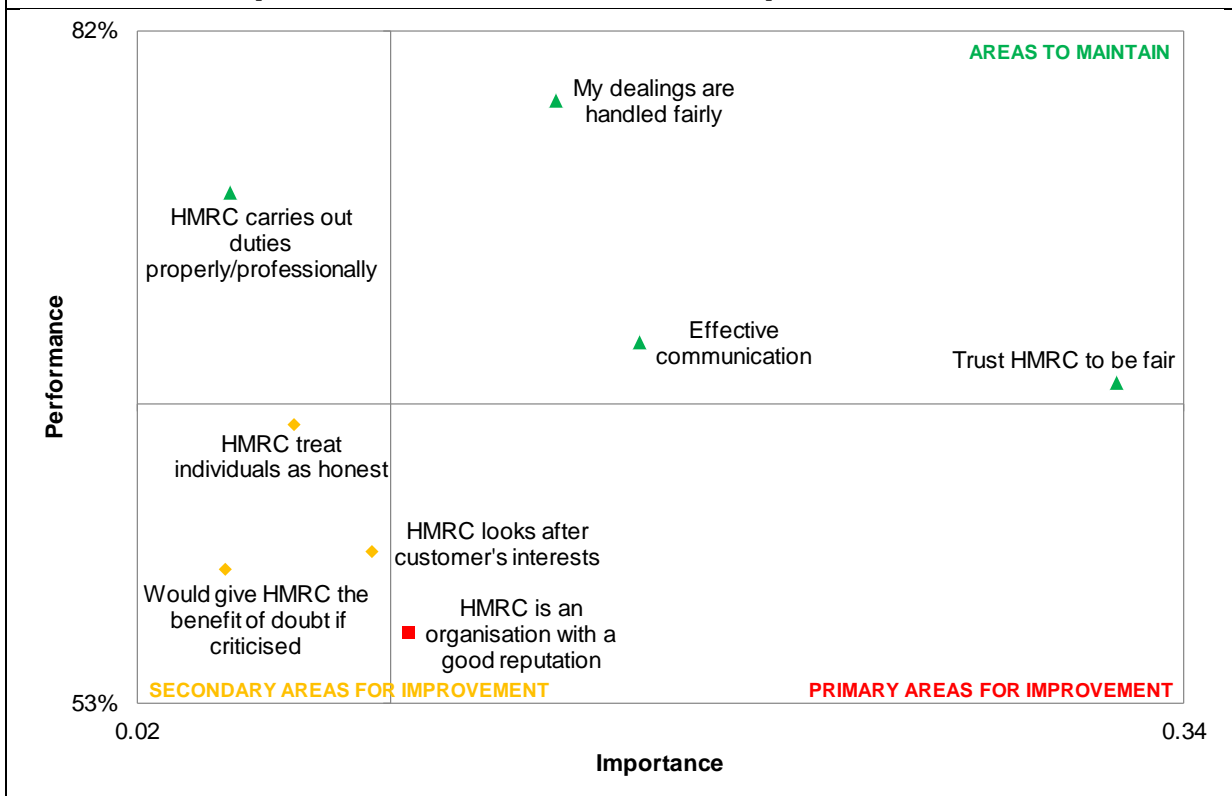 82%
AREAS TO MAINTAIN
My dealings are
handled fairly
HMRC carries out
duties
properly/professionally
Effective
communication
Trust HMRC to be fair
Performance
HMRC treat
individuals as honest
HMRC looks after
customer's interests
Would give HMRC the
benefit of doubt if
criticised
HMRC is an
organisation with a
good reputation
SECONDARY AREAS FOR IMPROVEMENT
PRIMARY AREAS FOR IMPROVEMENT
53%
0.02
0.34
Importance